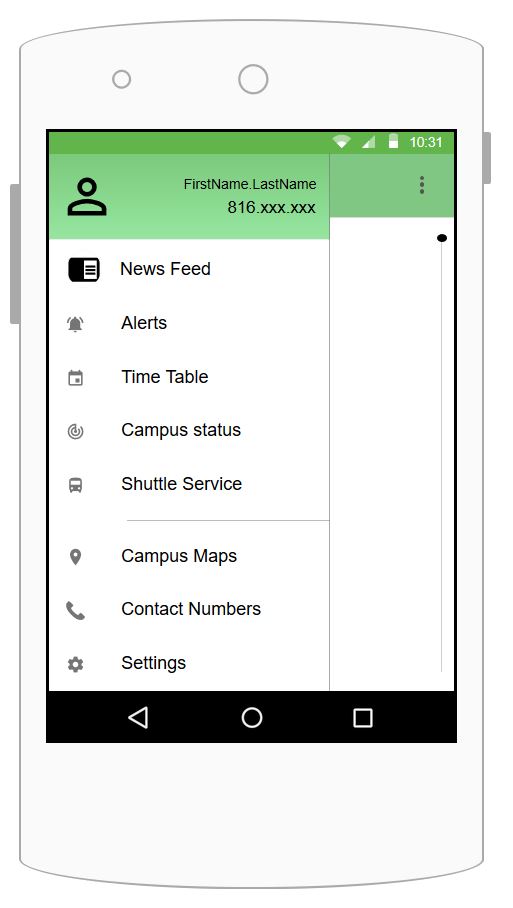 10:31
FirstName.LastName
816.xxx.xxx
News Feed
Alerts
Time Table
Campus status
Shuttle Service
Campus Maps
Contact Numbers
Settings